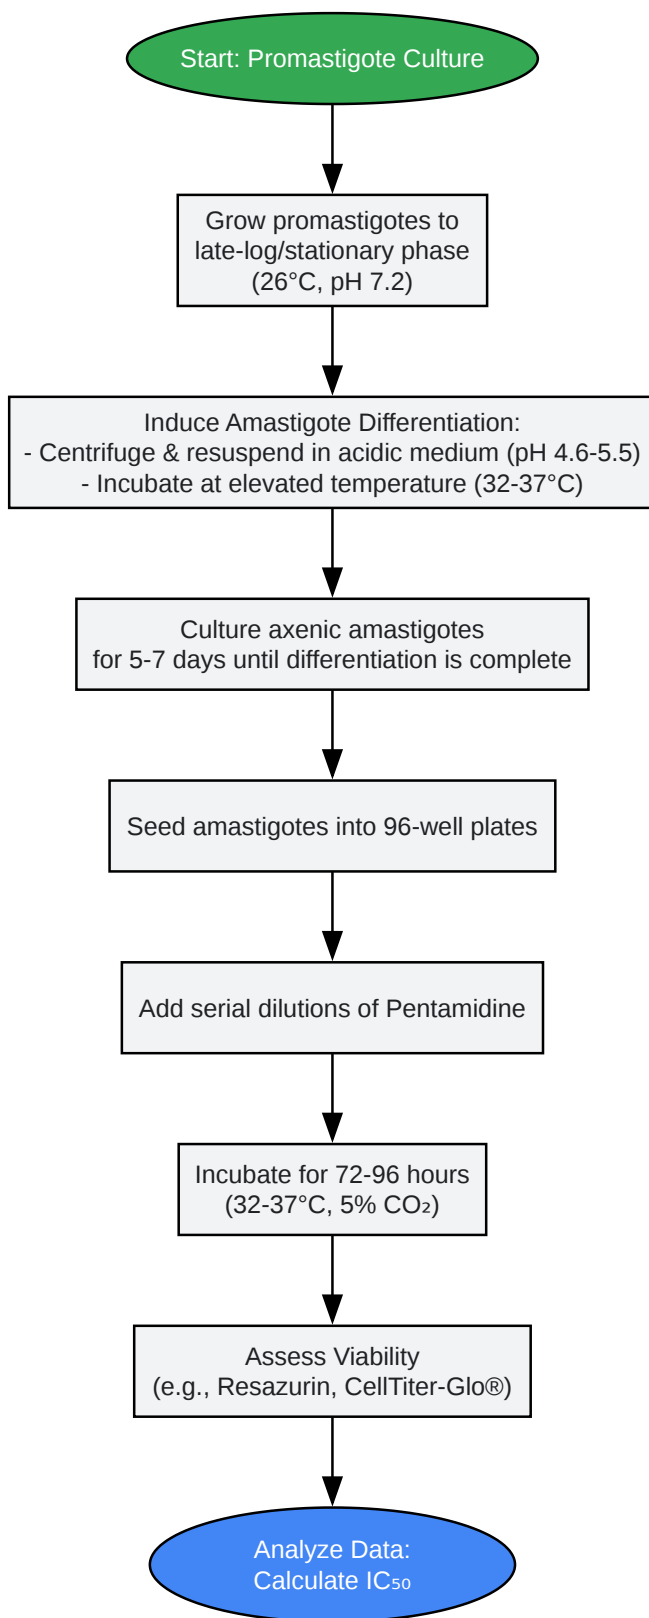 Start: Promastigote Culture
Grow promastigotes to
late-log/stationary phase
(26°C, pH 7.2)
Induce Amastigote Differentiation:
- Centrifuge & resuspend in acidic medium (pH 4.6-5.5)
- Incubate at elevated temperature (32-37°C)
Culture axenic amastigotes
for 5-7 days until differentiation is complete
Seed amastigotes into 96-well plates
Add serial dilutions of Pentamidine
Incubate for 72-96 hours
(32-37°C, 5% CO₂)
Assess Viability
(e.g., Resazurin, CellTiter-Glo®)
Analyze Data:
Calculate IC₅₀